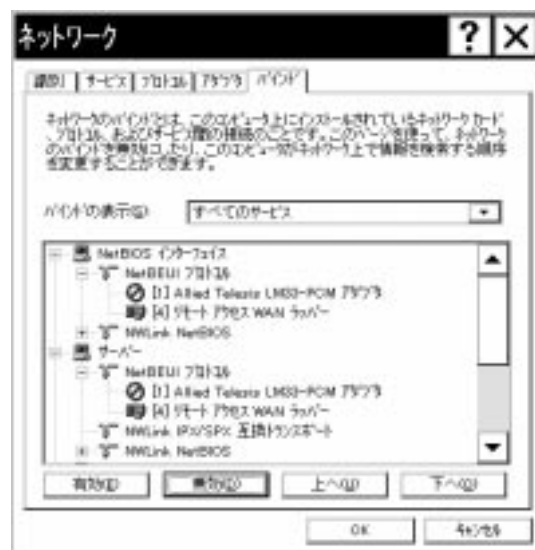 ネットワーク
識別 サービス プロトコル アダプタ バインド
ネットワークのバインドとは、このコンピュータ上にインストールされているネットワーク カード
、プロトコル、およびサービス間の接続のことです。このページを使って、ネットワーク
のバインドを無効にしたり、このコンピュータがネットワーク上で情報を検索する順序
を変更することができます。
バインドの表示(S) すべてのサービス
NetBIOS インターフェイス
NetBEUI プロトコル
[1] Allied Telesis LM33-PCM アダプタ
[4] リモート アクセス WAN ラッパー
NWLink NetBIOS
サーバー
NetBEUI プロトコル
[1] Allied Telesis LM33-PCM アダプタ
[4] リモート アクセス WAN ラッパー
NWLink IPX/SPX 互換トランスポート
NWLink NetBIOS
有効(E) 無効(D) 上へ(U) 下へ(O)
OK キャンセル